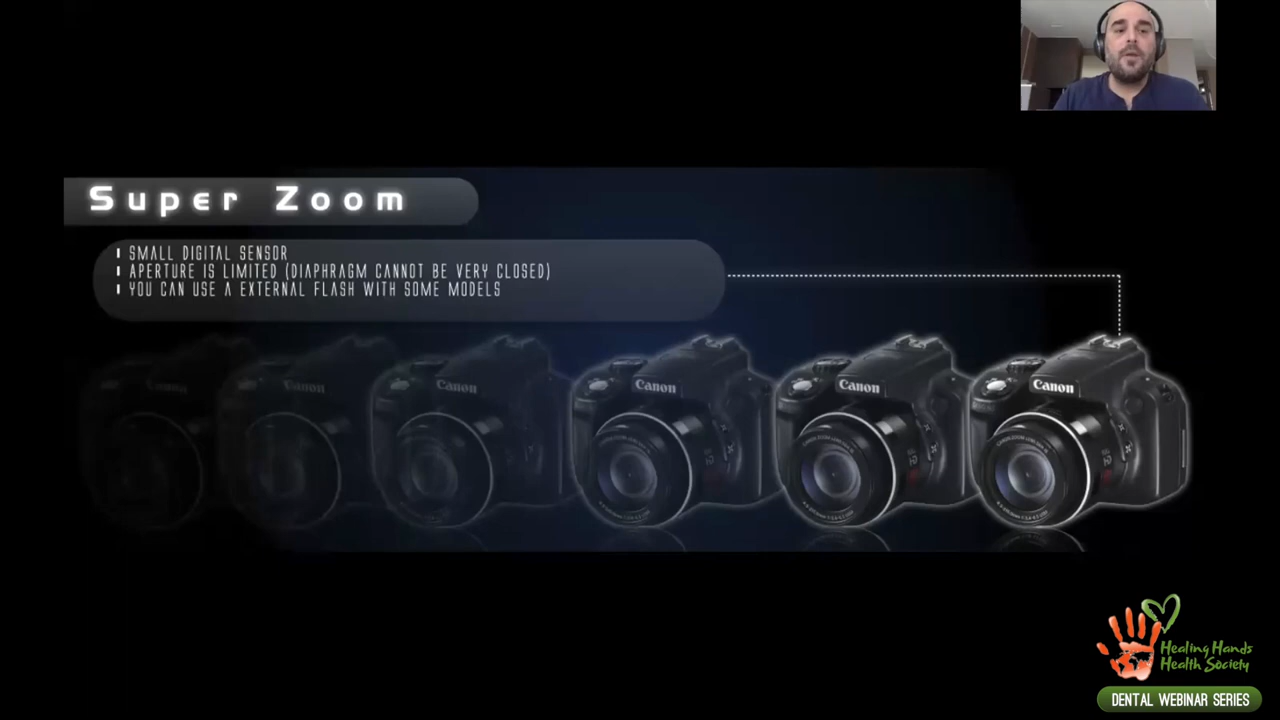 Super Zoom
SMALL DIGITAL SENSOR
APERTURE IS LIMITED (DIAPHRAGM CANNOT BE VERY CLOSED)
YOU CAN USE A EXTERNAL FLASH WITH SOME MODELS
Canon
Canon
Canon
Canon
Canon
Canon
Healing Hands
Health Society
DENTAL WEBINAR SERIES